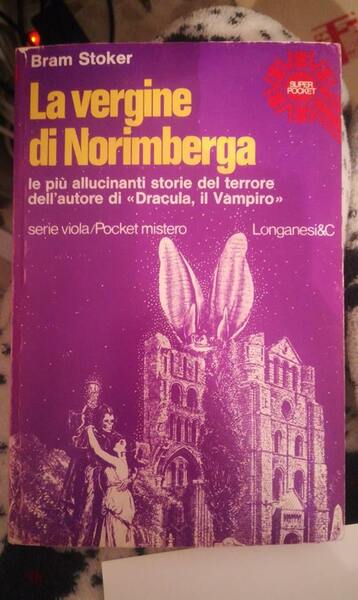 Bram Stoker
SUPER
POCKET
La vergine
di Norimberga
le più allucinanti storie del terrore
dell'autore di «Dracula, il Vampiro»
serie viola/Pocket mistero
Longanesi&C